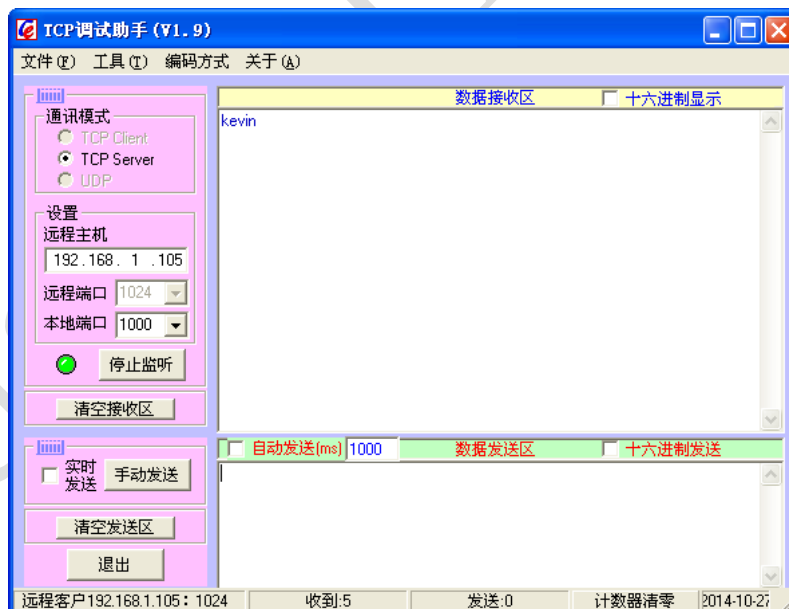 TCP调试助手(V1.9)
文件(F) 工具(T) 编码方式 关于(A)
通讯模式
TCP Client
TCP Server
UDP
设置
远程主机
192.168. 1 .105
远程端口 1024
本地端口 1000
停止监听
清空接收区
数据接收区 十六进制显示
kevin
自动发送(ms) 1000 数据发送区 十六进制发送
实时发送 手动发送
清空发送区
退出
远程客户192.168.1.105：1024 收到:5 发送:0 计数器清零 2014-10-27